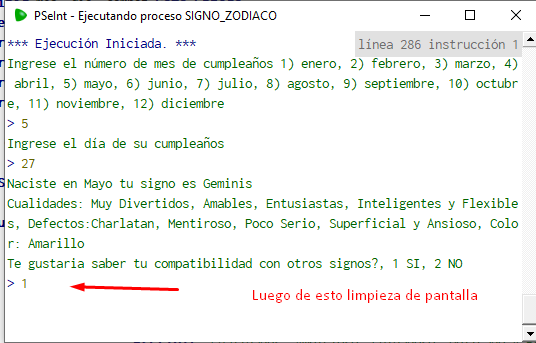 PSeInt - Ejecutando proceso SIGNO_ZODIACO
*** Ejecución Iniciada. ***
línea 286 instrucción 1
Ingrese el número de mes de cumpleaños 1) enero, 2) febrero, 3) marzo, 4)
abril, 5) mayo, 6) junio, 7) julio, 8) agosto, 9) septiembre, 10) octubr
e, 11) noviembre, 12) diciembre
> 5
Ingrese el día de su cumpleaños
> 27
Naciste en Mayo tu signo es Geminis
Cualidades: Muy Divertidos, Amables, Entusiastas, Inteligentes y Flexible
s, Defectos:Charlatan, Mentiroso, Poco Serio, Superficial y Ansioso, Colo
r: Amarillo
Te gustaria saber tu compatibilidad con otros signos?, 1 SI, 2 NO
> 1
Luego de esto limpieza de pantalla